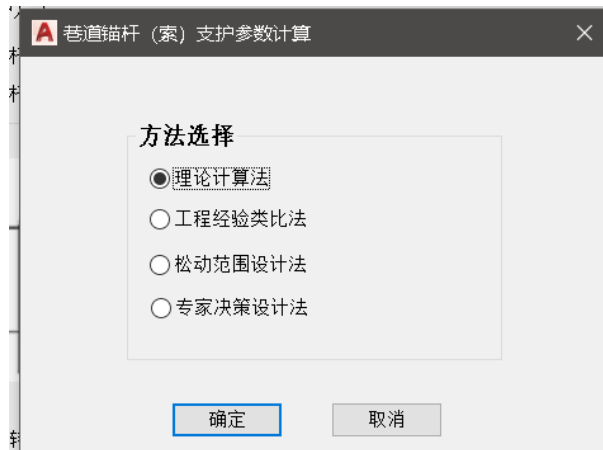 巷道锚杆（索）支护参数计算
方法选择
理论计算法
工程经验类比法
松动范围设计法
专家决策设计法
确定
取消